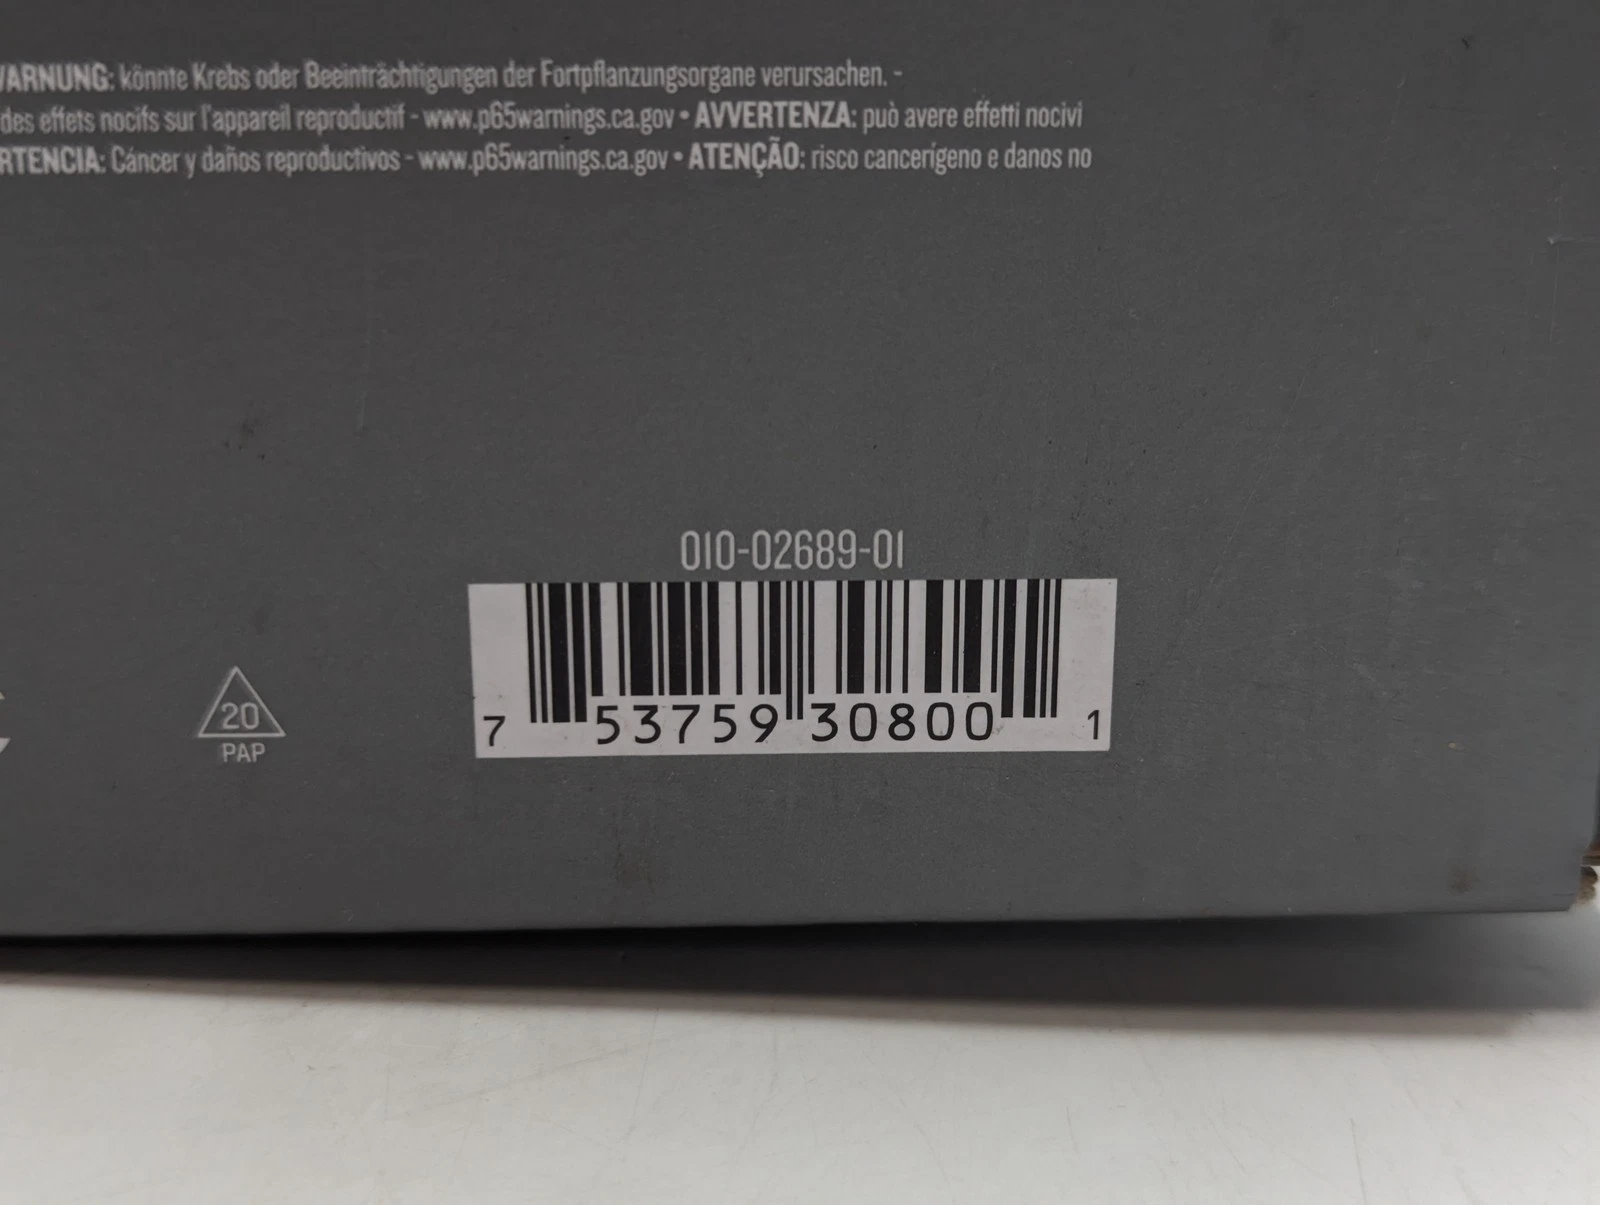 WARNUNG: könnte Krebs oder Beeinträchtigungen der Fortpflanzungsorgane verursachen. -
des effets nocifs sur l'appareil reproductif - www.p65warnings.ca.gov • AVVERTENZA: può avere effetti nocivi
RTENCIA: Cáncer y daños reproductivos - www.p65warnings.ca.gov • ATENÇÃO: risco cancerígeno e danos no
010-02689-01
7 53759 30800 1
20
PAP